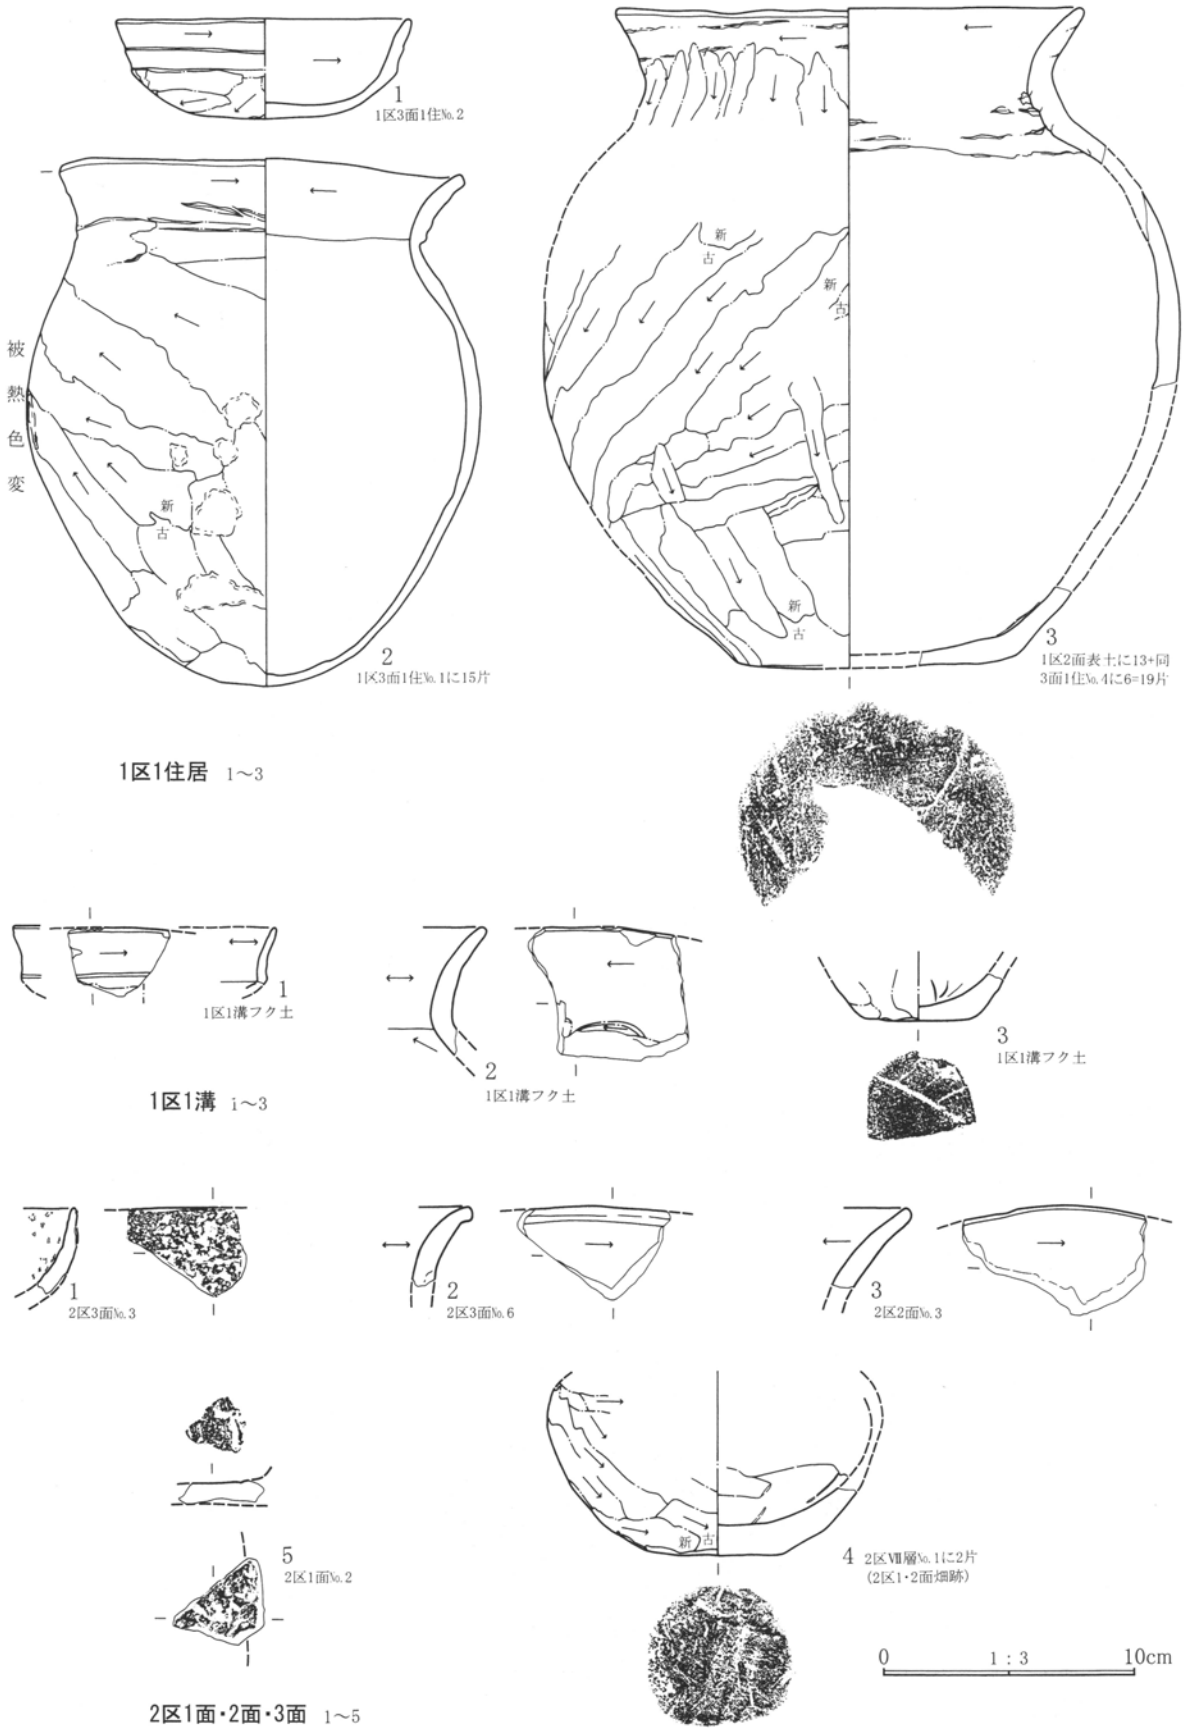 1
1区3面1住No.2
被熱色変
新
古
2
1区3面1住No.1に15片
新
古
新
古
新
古
3
1区2面表土に13+同
3面1住No.4に6=19片
1区1住居 1～3
1
1区1溝フク土
2
1区1溝フク土
3
1区1溝フク土
1区1溝 i～3
1
2区3面No.3
2
2区3面No.6
3
2区2面No.3
5
2区1面No.2
新 古
4 2区Ⅶ層No.1に2片
(2区1・2面畑跡)
0 1：3 10cm
2区1面・2面・3面 1～5